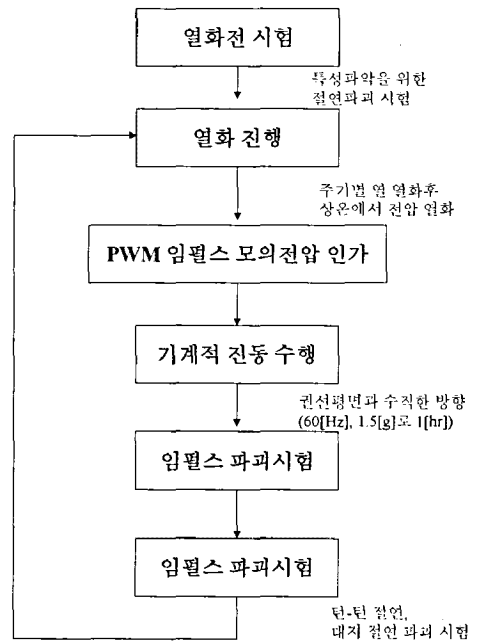 열화전 시험
특성파악을 위한
절연파괴 시험
열화 진행
주기별 열 열화후
상온에서 전압 열화
PWM 임펄스 모의전압 인가
기계적 진동 수행
권선평면과 수직한 방향
(60[Hz], 1.5[g]로 1[hr])
임펄스 파괴시험
임펄스 파괴시험
턴-턴 절연,
대지 절연 파괴 시험